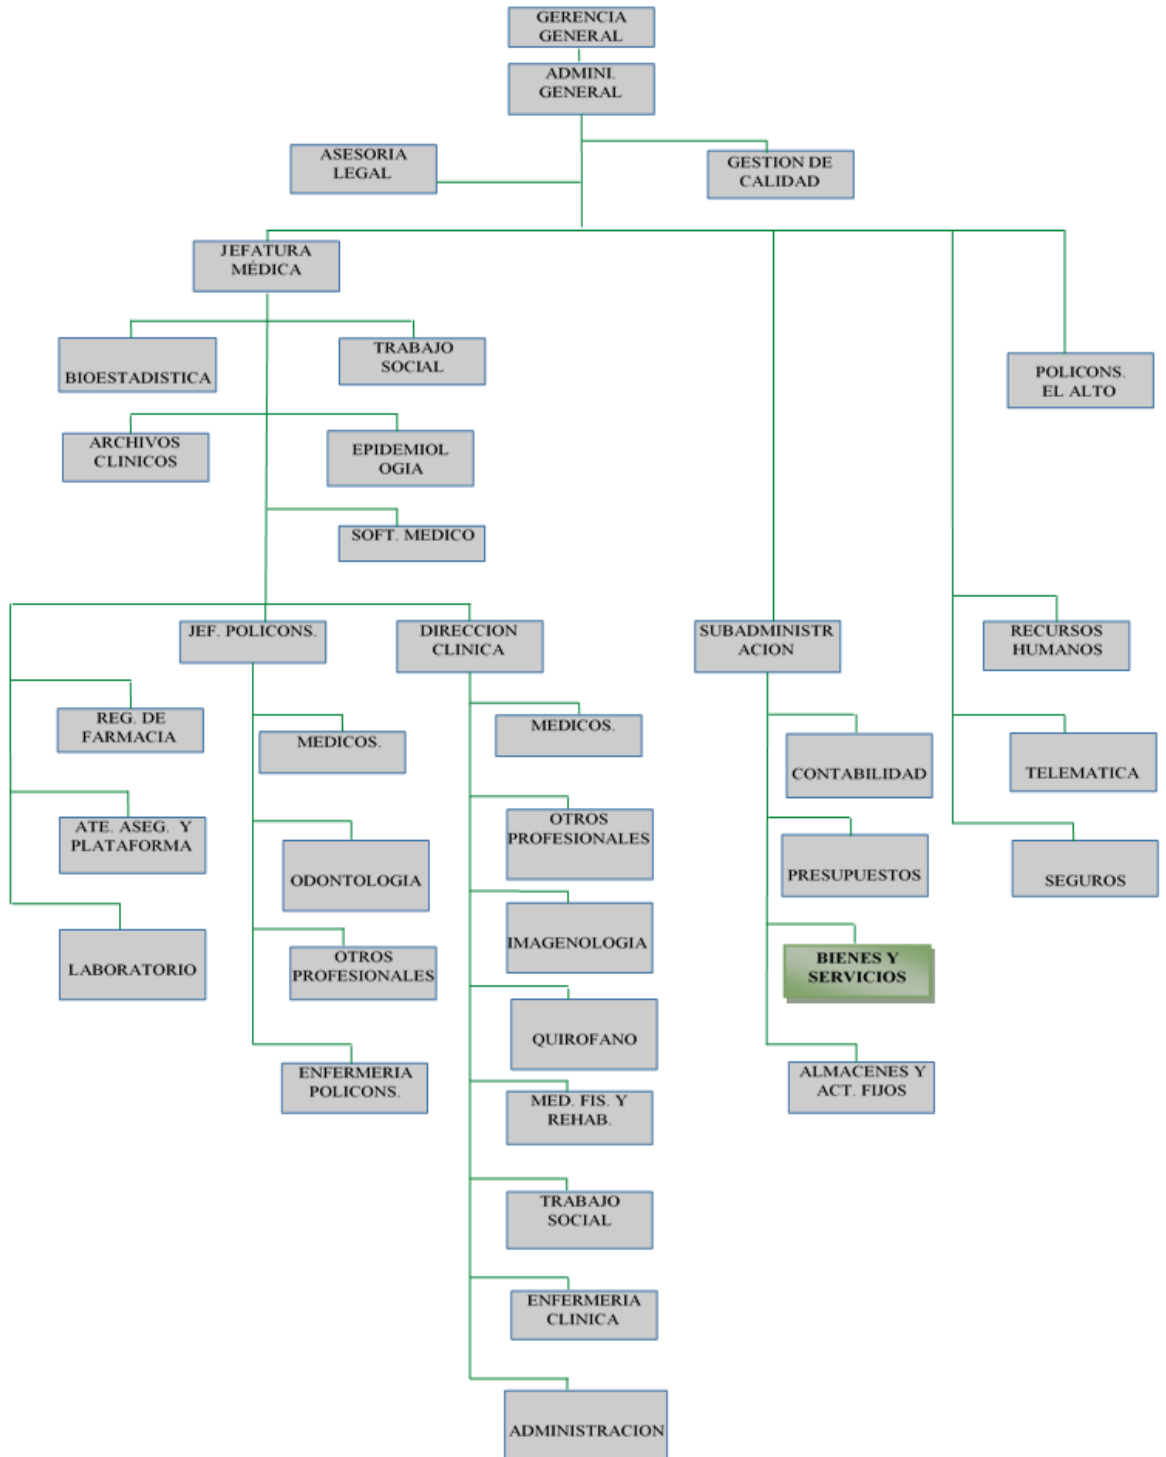 GERENCIA
GENERAL
ADMINI.
GENERAL
ASESORIA
LEGAL
GESTION DE
CALIDAD
JEFATURA
MÉDICA
BIOESTADISTICA
TRABAJO
SOCIAL
POLICONS.
EL ALTO
ARCHIVOS
CLINICOS
EPIDEMIOL
OGIA
SOFT. MEDICO
JEF. POLICONS.
DIRECCION
CLINICA
SUBADMINISTR
ACION
RECURSOS
HUMANOS
REG. DE
FARMACIA
MEDICOS.
MEDICOS.
CONTABILIDAD
TELEMATICA
ATE. ASEG. Y
PLATAFORMA
ODONTOLOGIA
OTROS
PROFESIONALES
PRESUPUESTOS
SEGUROS
LABORATORIO
OTROS
PROFESIONALES
IMAGENOLOGIA
BIENES Y
SERVICIOS
QUIROFANO
ENFERMERIA
POLICONS.
MED. FIS. Y
REHAB.
ALMACENES Y
ACT. FIJOS
TRABAJO
SOCIAL
ENFERMERIA
CLINICA
ADMINISTRACION